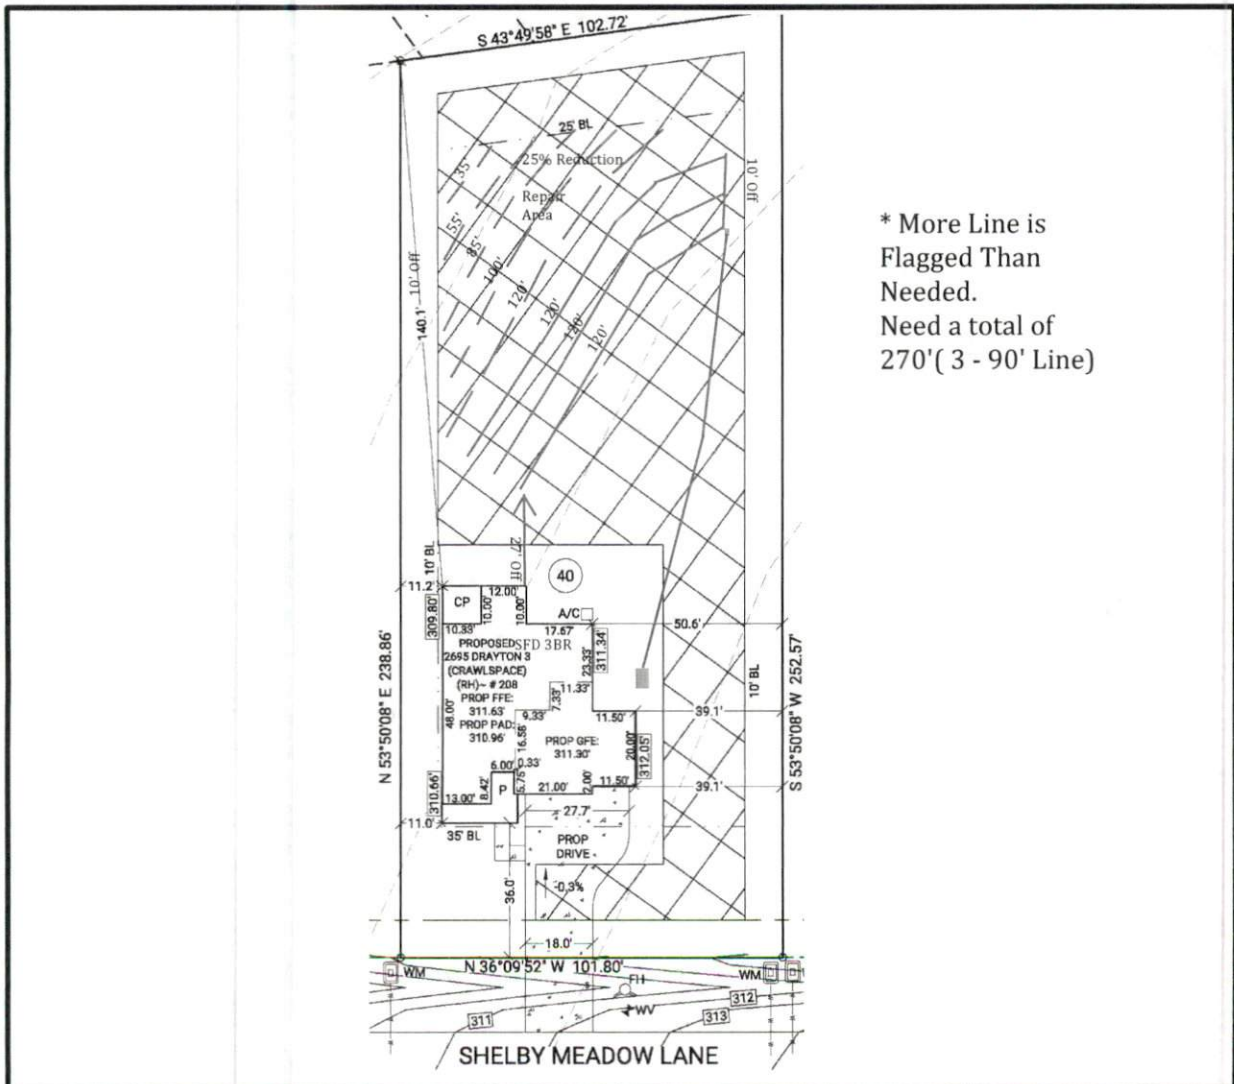 S 43°49'58" E 102.72'
25' BL
25% Reduction
Repair
Area
35'
55'
85'
100'
120'
120'
120'
120'
10' Off
140.1'
10' Off
* More Line is
Flagged Than
Needed.
Need a total of
270'( 3 - 90' Line)
27' Off
10' BL
40
11.2'
12.00'
CP
10.00'
10.00'
A/C
309.80'
10.83'
17.67'
50.6'
PROPOSED
SFD 3BR
2695 DRAYTON 3
(CRAWLSPACE)
(RH)~ # 208
PROP FFE:
311.63'
PROP PAD:
310.96'
23.33'
311.34'
11.33'
7.33'
9.33'
11.50'
39.1'
10' BL
N 53°50'08" E 238.86'
S 53°50'08" W 252.57'
48.00'
16.58'
PROP GFE:
311.30'
20.00'
312.05'
0.33'
6.00'
P
5.75'
8.42'
310.66'
13.00'
21.00'
2.00'
11.50'
39.1'
11.0'
27.7'
35' BL
PROP
DRIVE
36.0'
-0.3%
18.0'
N 36°09'52" W 101.80'
WM
FH
WM
WV
311
312
313
SHELBY MEADOW LANE